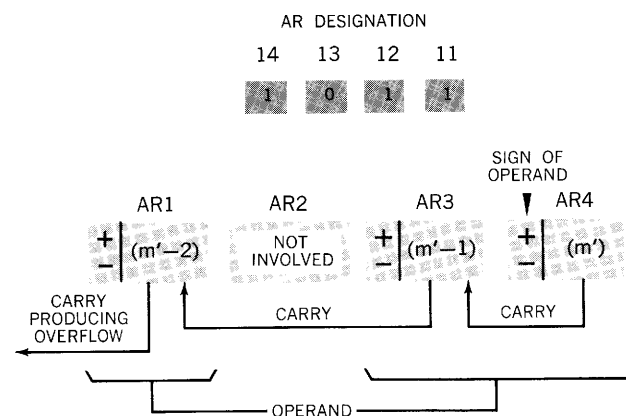 AR DESIGNATION
14 13 12 11
1 0 1 1
SIGN OF
OPERAND
AR1 AR2 AR3 AR4
+
− (m′−2)
NOT
INVOLVED
+
− (m′−1)
+
− (m′)
CARRY
PRODUCING
OVERFLOW
CARRY
CARRY
OPERAND